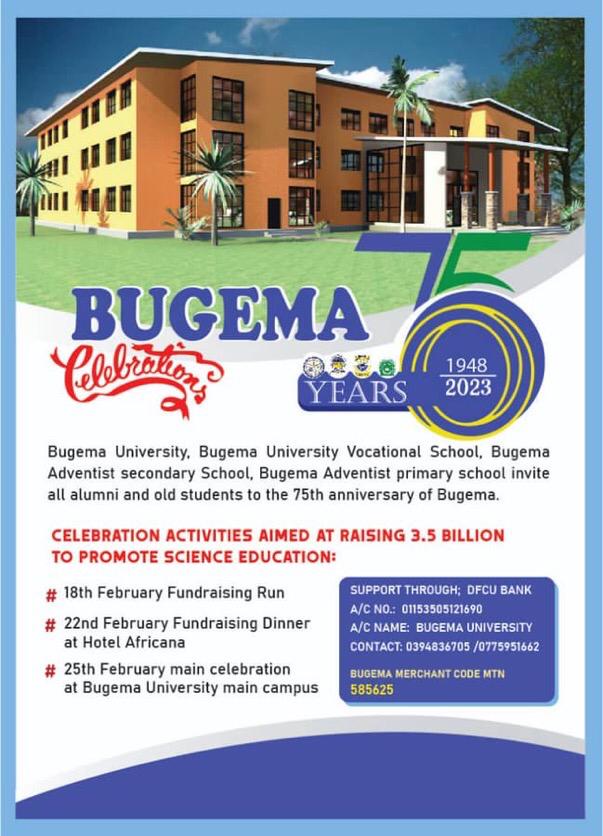 75
BUGEMA
Celebrations
YEARS
1948
2023
Bugema University, Bugema University Vocational School, Bugema
Adventist secondary School, Bugema Adventist primary school invite
all alumni and old students to the 75th anniversary of Bugema.
CELEBRATION ACTIVITIES AIMED AT RAISING 3.5 BILLION
TO PROMOTE SCIENCE EDUCATION:
# 18th February Fundraising Run
# 22nd February Fundraising Dinner
at Hotel Africana
# 25th February main celebration
at Bugema University main campus
SUPPORT THROUGH; DFCU BANK
A/C NO.: 01153505121690
A/C NAME: BUGEMA UNIVERSITY
CONTACT: 0394836705 /0775951662
BUGEMA MERCHANT CODE MTN
585625